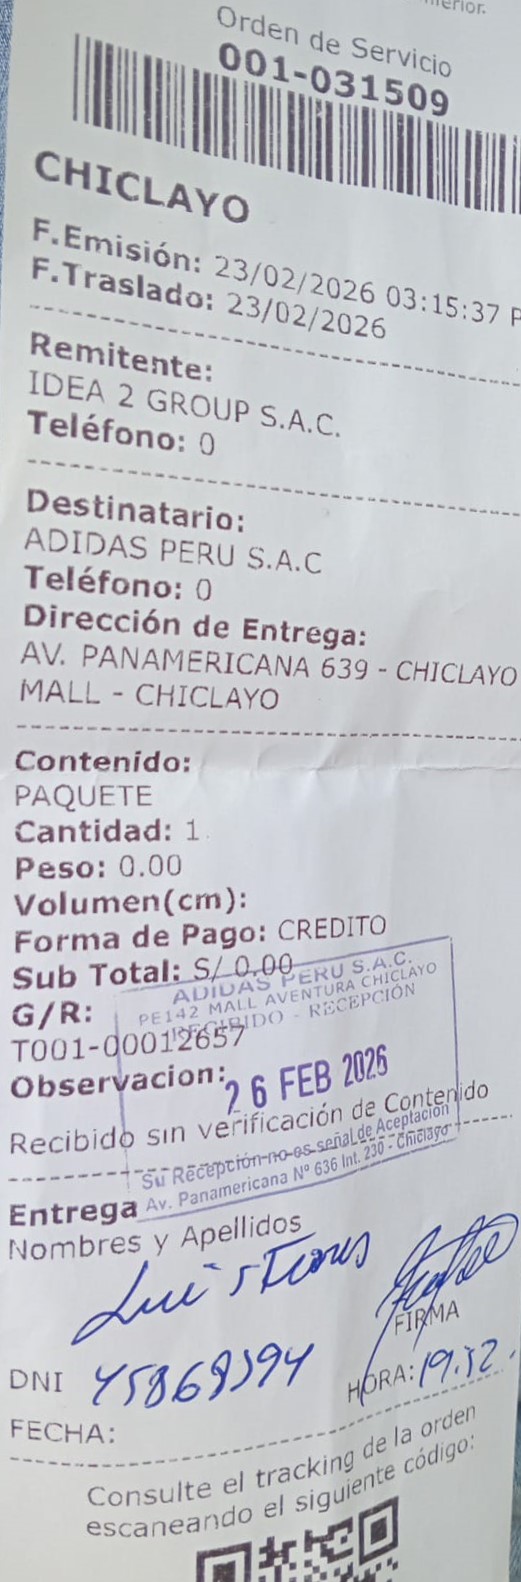 Orden de Servicio
001-031509
CHICLAYO
F.Emisión: 23/02/2026 03:15:37
F.Traslado: 23/02/2026
Remitente:
IDEA 2 GROUP S.A.C.
Teléfono: 0
Destinatario:
ADIDAS PERU S.A.C
Teléfono: 0
Dirección de Entrega:
AV. PANAMERICANA 639 - CHICLAYO
MALL - CHICLAYO
Contenido:
PAQUETE
Cantidad: 1
Peso: 0.00
Volumen(cm):
Forma de Pago: CREDITO
Sub Total: S/ 0.00
ADIDAS PERU S.A.C.
PE142 MALL AVENTURA CHICLAYO
RECIBIDO - RECEPCIÓN
G/R:
T001-00012657
Observacion:
26 FEB 2026
Recibido sin verificación de Contenido
Su Recepción no es señal de Aceptación
Av. Panamericana N° 636 Int. 230 - Chiclayo
Entrega
Nombres y Apellidos
Luis
FIRMA
DNI
HORA: 19:12
FECHA:
Consulte el tracking de la orden
escaneando el siguiente código: